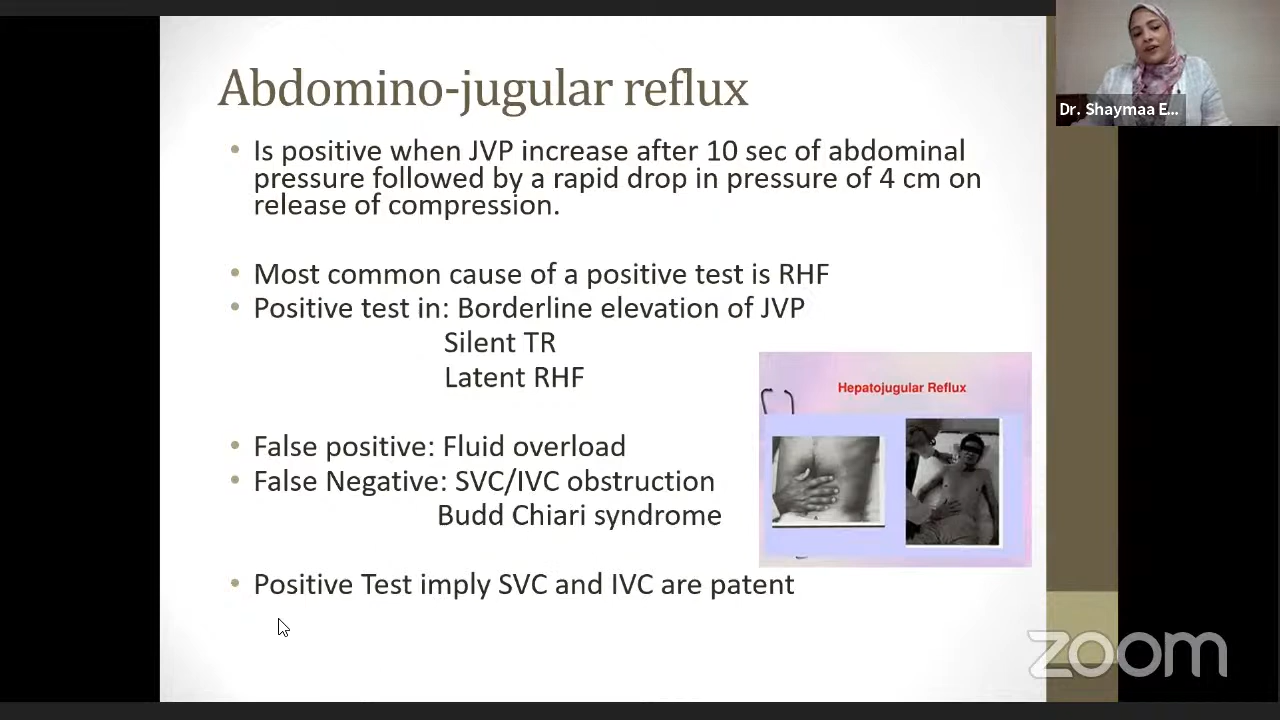 Abdomino-jugular reflux
Dr. Shaymaa E...
• Is positive when JVP increase after 10 sec of abdominal
pressure followed by a rapid drop in pressure of 4 cm on
release of compression.
• Most common cause of a positive test is RHF
• Positive test in: Borderline elevation of JVP
Silent TR
Latent RHF
Hepatojugular Reflux
• False positive: Fluid overload
• False Negative: SVC/IVC obstruction
Budd Chiari syndrome
• Positive Test imply SVC and IVC are patent
zoom